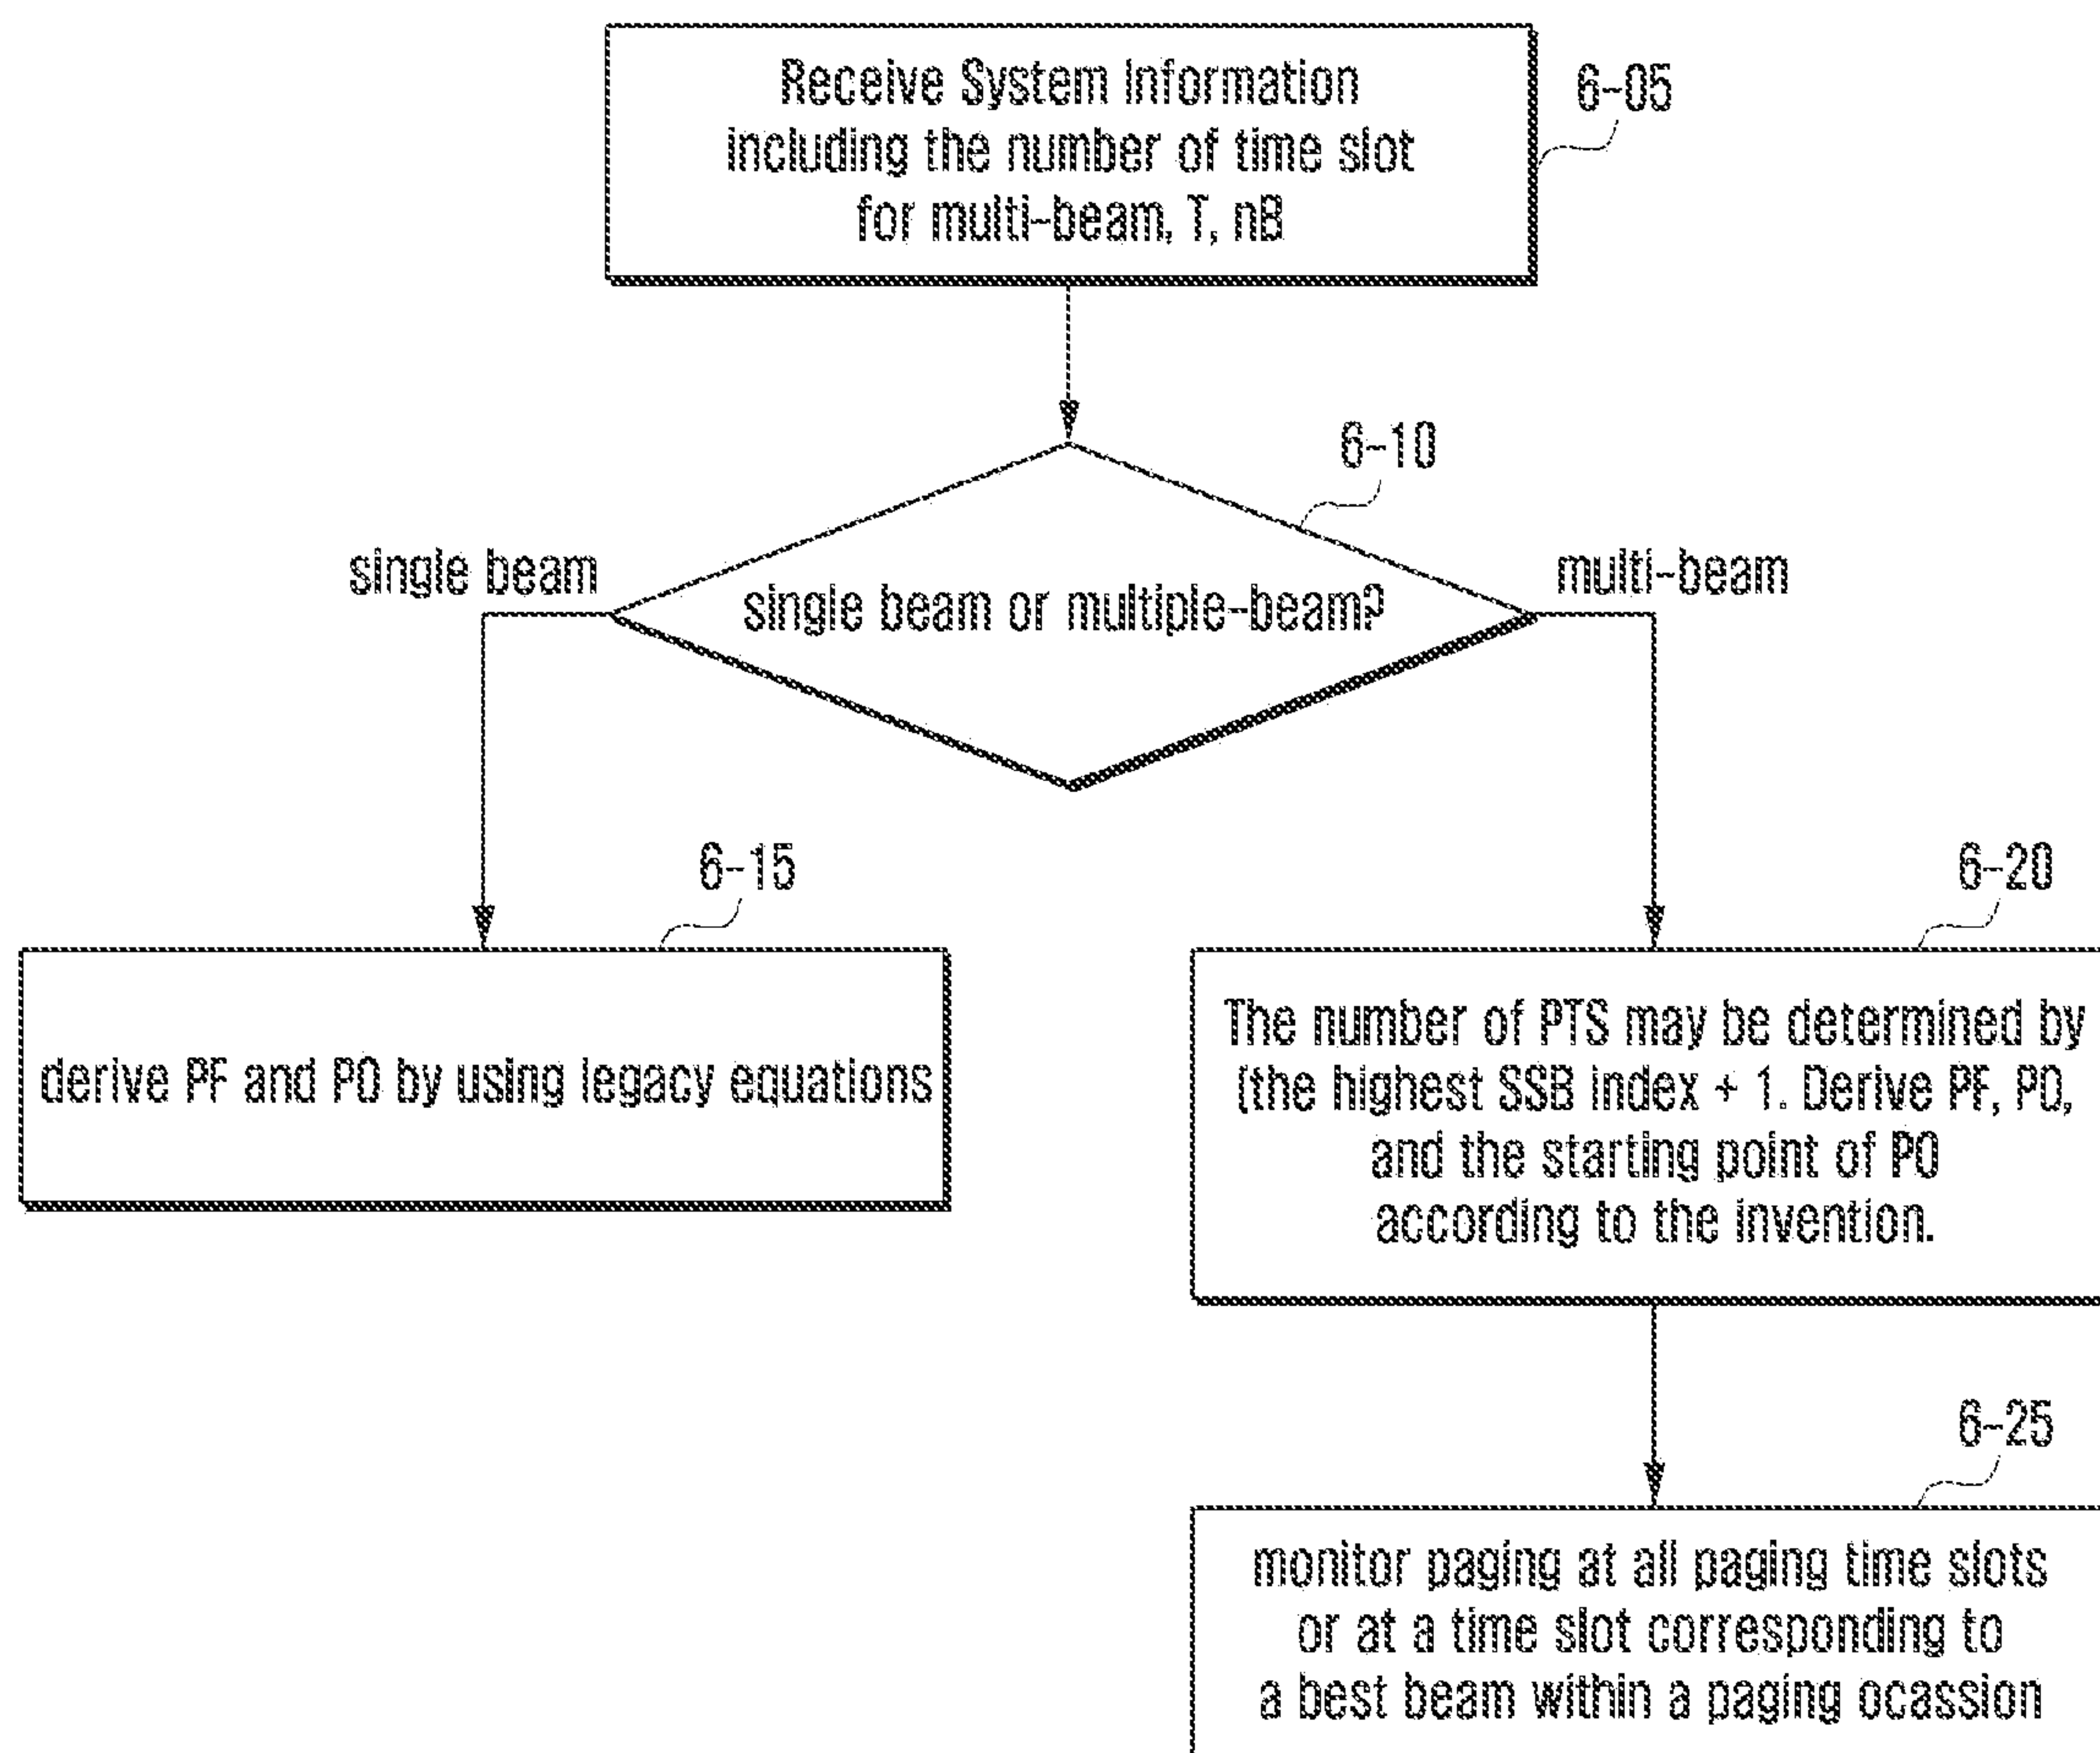 Receive System Information
including the number of time slot
for multi-beam, T, nB
6-05
6-10
single beam
single beam or multiple-beam?
multi-beam
6-15
6-20
derive PF and PO by using legacy equations
The number of PTS may be determined by
(the highest SSB index + 1. Derive PF, PO,
and the starting point of PO
according to the invention.
6-25
monitor paging at all paging time slots
or at a time slot corresponding to
a best beam within a paging ocassion